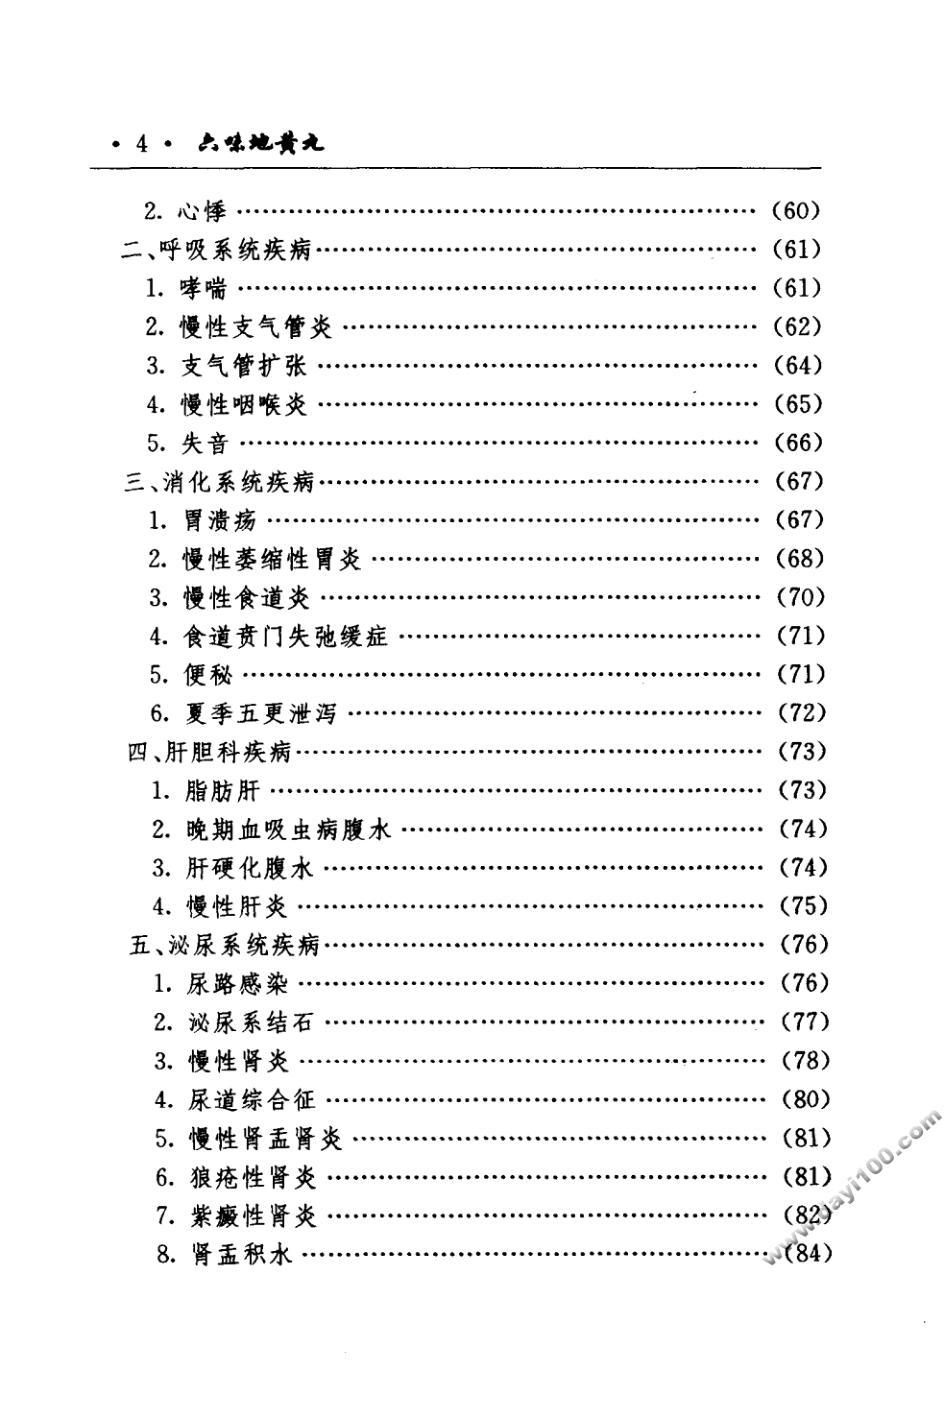 · 4 · 六味地黄丸
2. 心悸 …………………………………………………… (60)
二、呼吸系统疾病…………………………………………… (61)
1. 哮喘 …………………………………………………… (61)
2. 慢性支气管炎 ………………………………………… (62)
3. 支气管扩张 …………………………………………… (64)
4. 慢性咽喉炎 …………………………………………… (65)
5. 失音 …………………………………………………… (66)
三、消化系统疾病…………………………………………… (67)
1. 胃溃疡 ………………………………………………… (67)
2. 慢性萎缩性胃炎 ……………………………………… (68)
3. 慢性食道炎 …………………………………………… (70)
4. 食道贲门失弛缓症 …………………………………… (71)
5. 便秘 …………………………………………………… (71)
6. 夏季五更泄泻 ………………………………………… (72)
四、肝胆科疾病……………………………………………… (73)
1. 脂肪肝 ………………………………………………… (73)
2. 晚期血吸虫病腹水 …………………………………… (74)
3. 肝硬化腹水 …………………………………………… (74)
4. 慢性肝炎 ……………………………………………… (75)
五、泌尿系统疾病…………………………………………… (76)
1. 尿路感染 ……………………………………………… (76)
2. 泌尿系结石 …………………………………………… (77)
3. 慢性肾炎 ……………………………………………… (78)
4. 尿道综合征 …………………………………………… (80)
5. 慢性肾盂肾炎 ………………………………………… (81)
6. 狼疮性肾炎 …………………………………………… (81)
7. 紫癜性肾炎 …………………………………………… (82)
8. 肾盂积水 ……………………………………………… (84)
www.dayi100.com